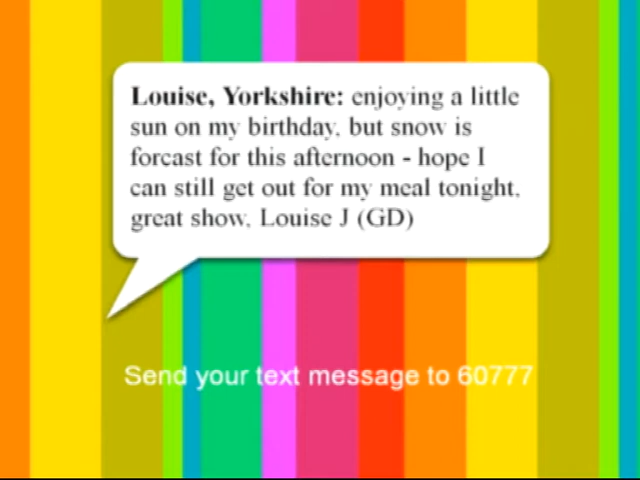 Louise, Yorkshire: enjoying a little
sun on my birthday, but snow is
forcast for this afternoon - hope I
can still get out for my meal tonight,
great show, Louise J (GD)
Send your text message to 60777